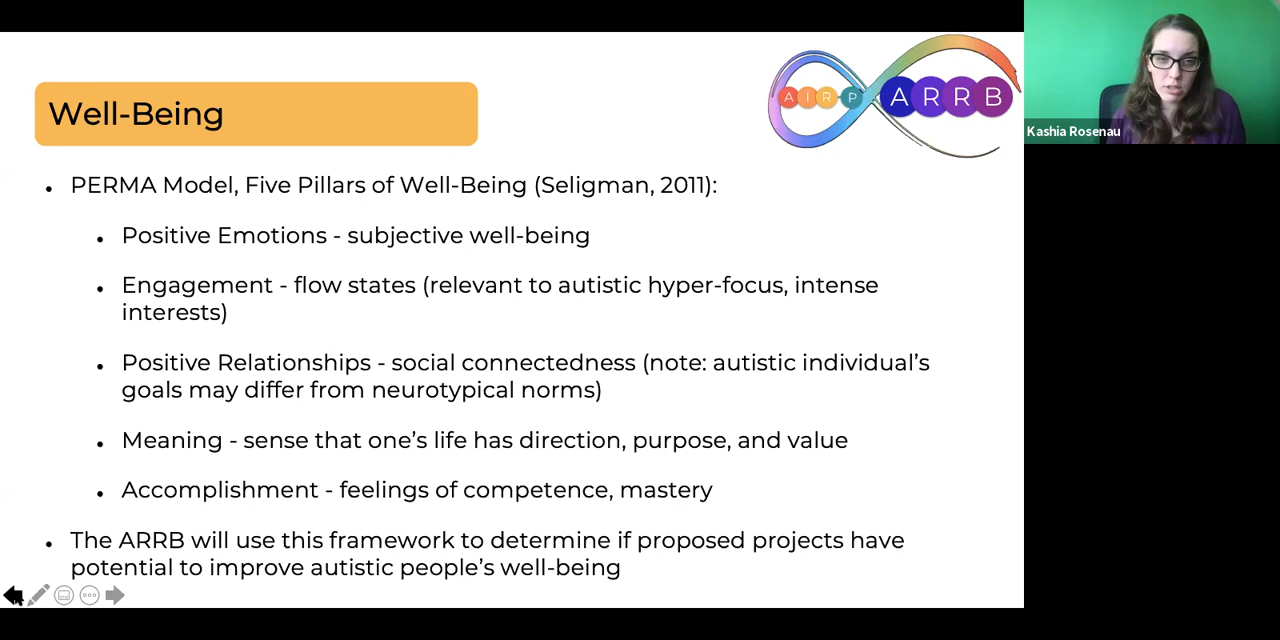 AIRP ARRB
Kashia Rosenau
Well-Being
• PERMA Model, Five Pillars of Well-Being (Seligman, 2011):
• Positive Emotions - subjective well-being
• Engagement - flow states (relevant to autistic hyper-focus, intense
interests)
• Positive Relationships - social connectedness (note: autistic individual’s
goals may differ from neurotypical norms)
• Meaning - sense that one’s life has direction, purpose, and value
• Accomplishment - feelings of competence, mastery
• The ARRB will use this framework to determine if proposed projects have
potential to improve autistic people’s well-being